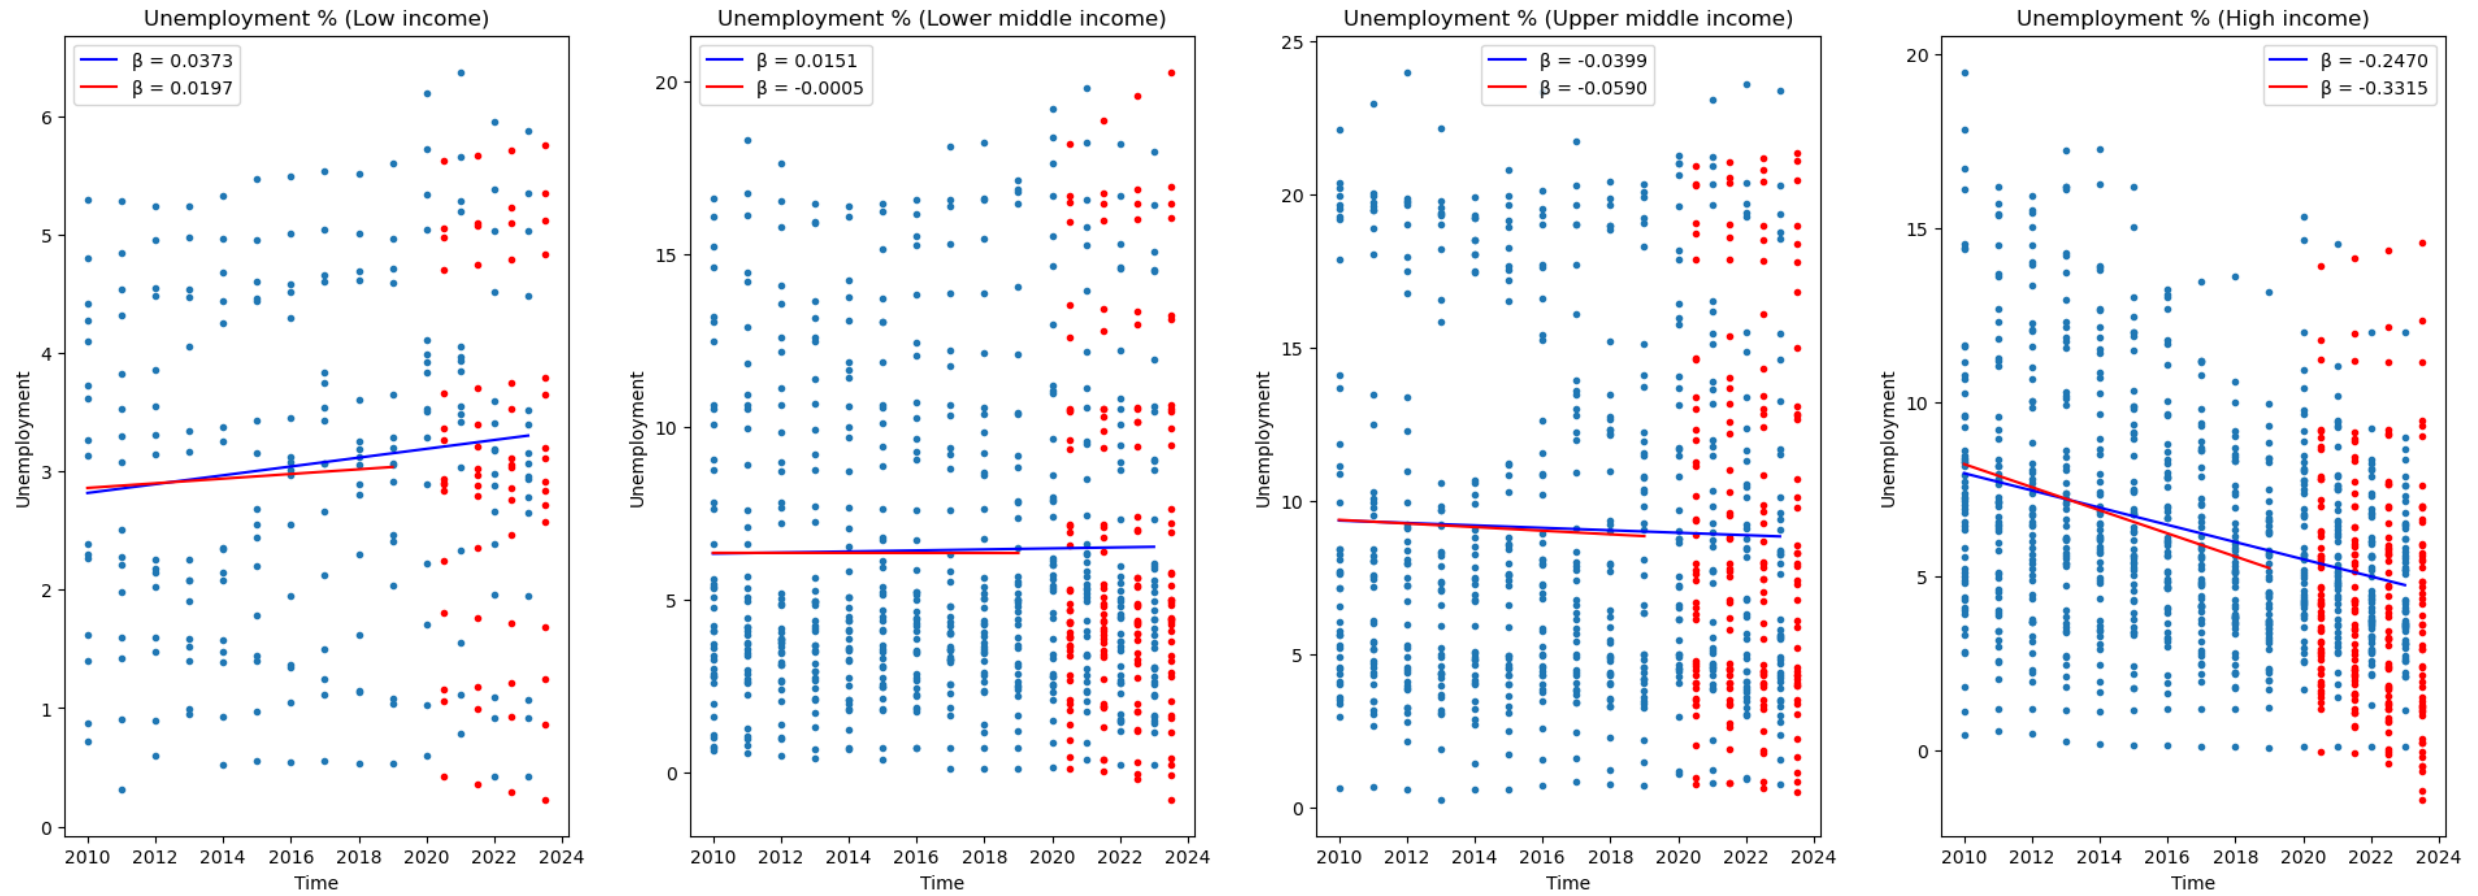 Unemployment % (Low income)
β = 0.0373
β = 0.0197
6
5
4
3
2
1
0
Unemployment
2010 2012 2014 2016 2018 2020 2022 2024
Time
Unemployment % (Lower middle income)
β = 0.0151
β = -0.0005
20
15
10
5
0
Unemployment
2010 2012 2014 2016 2018 2020 2022 2024
Time
Unemployment % (Upper middle income)
β = -0.0399
β = -0.0590
25
20
15
10
5
0
Unemployment
2010 2012 2014 2016 2018 2020 2022 2024
Time
Unemployment % (High income)
β = -0.2470
β = -0.3315
20
15
10
5
0
Unemployment
2010 2012 2014 2016 2018 2020 2022 2024
Time